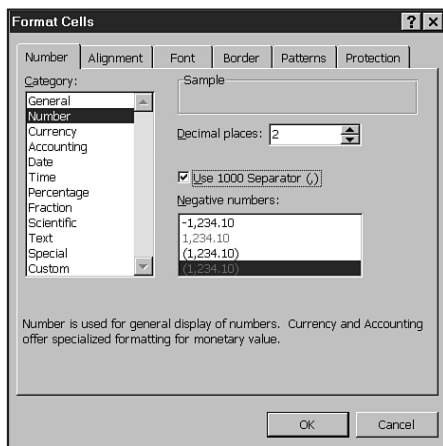 Format Cells
Number Alignment Font Border Patterns Protection
Category:
General
Number
Currency
Accounting
Date
Time
Percentage
Fraction
Scientific
Text
Special
Custom
Sample
Decimal places: 2
Use 1000 Separator (,)
Negative numbers:
-1,234.10
1,234.10
(1,234.10)
(1,234.10)
Number is used for general display of numbers. Currency and Accounting
offer specialized formatting for monetary value.
OK Cancel